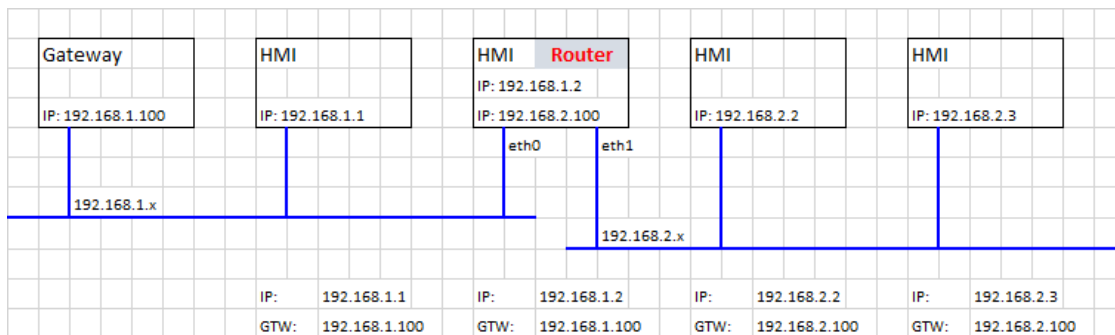 Gateway
IP: 192.168.1.100
HMI
IP: 192.168.1.1
HMI Router
IP: 192.168.1.2
IP: 192.168.2.100
HMI
IP: 192.168.2.2
HMI
IP: 192.168.2.3
eth0
eth1
192.168.1.x
192.168.2.x
IP: 192.168.1.1
GTW: 192.168.1.100
IP: 192.168.1.2
GTW: 192.168.1.100
IP: 192.168.2.2
GTW: 192.168.2.100
IP: 192.168.2.3
GTW: 192.168.2.100